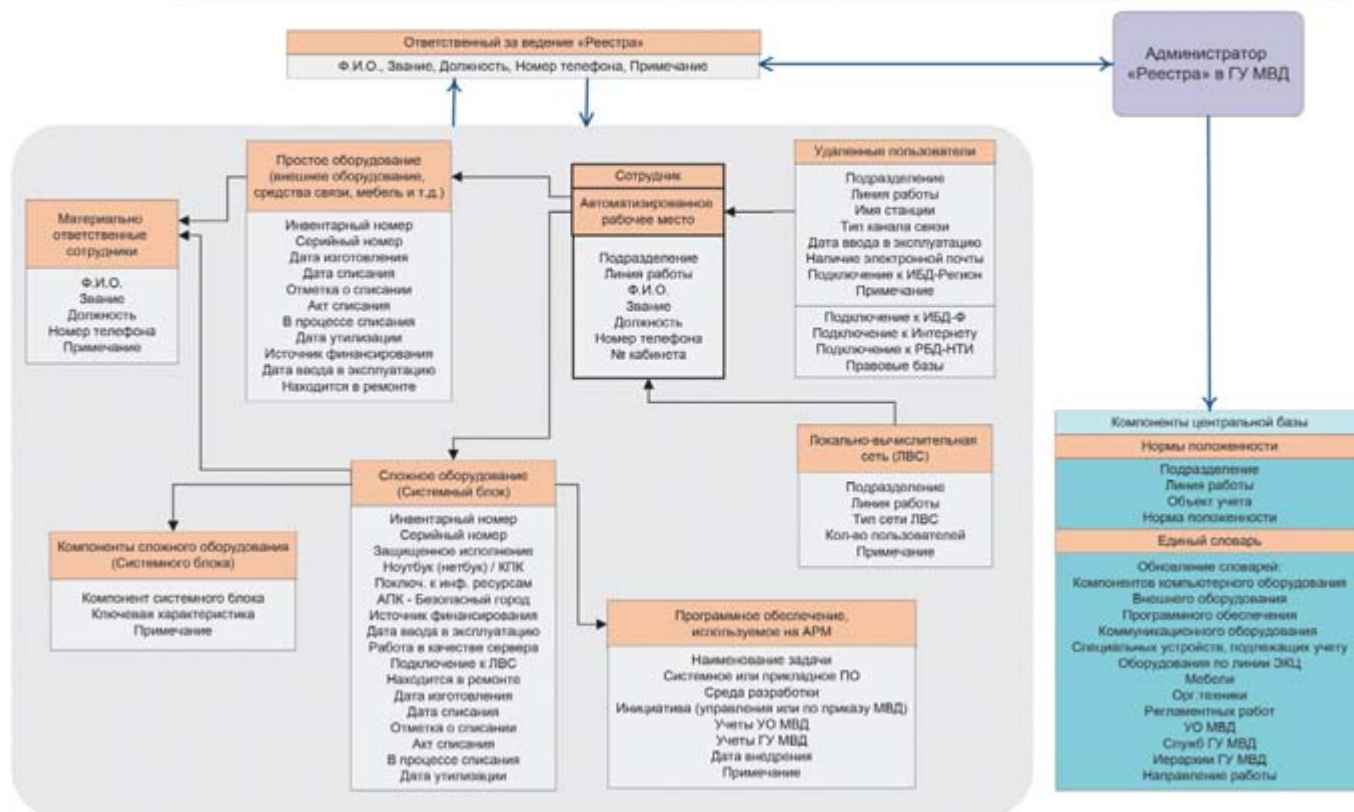 Ответственный за ведение «Реестра»
Ф.И.О., Звание, Должность, Номер телефона, Примечание
Администратор
«Реестра» в ГУ МВД
Материально
ответственные
сотрудники
Ф.И.О.
Звание
Должность
Номер телефона
Примечание
Простое оборудование
(внешнее оборудование,
средства связи, мебель и т.д.)
Инвентарный номер
Серийный номер
Дата изготовления
Дата списания
Отметка о списании
Акт списания
В процессе списания
Дата утилизации
Источник финансирования
Дата ввода в эксплуатацию
Находится в ремонте
Сотрудник
Автоматизированное
рабочее место
Подразделение
Линия работы
Ф.И.О.
Звание
Должность
Номер телефона
№ кабинета
Удаленные пользователи
Подразделение
Линия работы
Имя станции
Тип канала связи
Дата ввода в эксплуатацию
Наличие электронной почты
Подключение к ИБД-Регион
Примечание
Подключение к ИБД-Ф
Подключение к Интернету
Подключение к РБД-НТИ
Правовые базы
Локально-вычислительная
сеть (ЛВС)
Подразделение
Линия работы
Тип сети ЛВС
Кол-во пользователей
Примечание
Компоненты сложного оборудования
(Системного блока)
Компонент системного блока
Ключевая характеристика
Примечание
Сложное оборудование
(Системный блок)
Инвентарный номер
Серийный номер
Защищенное исполнение
Ноутбук (нетбук) / КПК
Поключ. к инф. ресурсам
АПК - Безопасный город
Источник финансирования
Дата ввода в эксплуатацию
Работа в качестве сервера
Подключение к ЛВС
Находится в ремонте
Дата изготовления
Дата списания
Отметка о списании
Акт списания
В процессе списания
Дата утилизации
Программное обеспечение,
используемое на АРМ
Наименование задачи
Системное или прикладное ПО
Среда разработки
Инициатива (управления или по приказу МВД)
Учеты УО МВД
Учеты ГУ МВД
Дата внедрения
Примечание
Компоненты центральной базы
Нормы положенности
Подразделение
Линия работы
Объект учета
Норма положенности
Единый словарь
Обновление словарей:
Компонентов компьютерного оборудования
Внешнего оборудования
Программного обеспечения
Коммуникационного оборудования
Специальных устройств, подлежащих учету
Оборудования по линии ЭКЦ
Мебели
Орг.техники
Регламентных работ
УО МВД
Служб ГУ МВД
Иерархии ГУ МВД
Направление работы